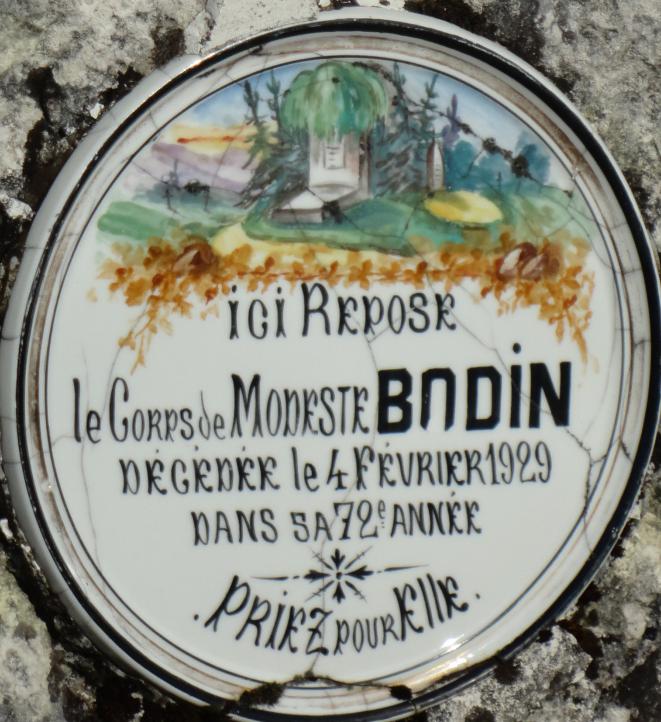 ici Repose
le Corps de Modeste BODIN
DÉCÉDÉE le 4 FÉVRIER 1929
DANS SA 72e ANNÉE
. PRIEZ POUR ELLE .